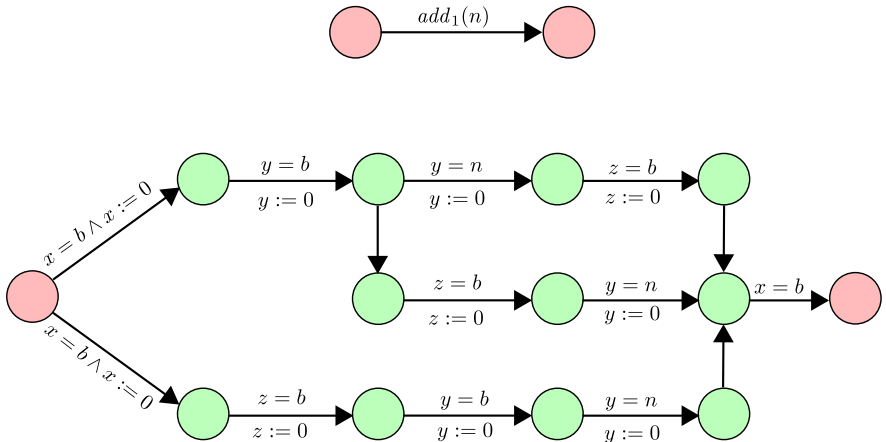 add₁(n)
x = b ∧ x := 0
y = b
y := 0
y = n
y := 0
z = b
z := 0
z = b
z := 0
y = n
y := 0
x = b
x = b ∧ x := 0
z = b
z := 0
y = b
y := 0
y = n
y := 0